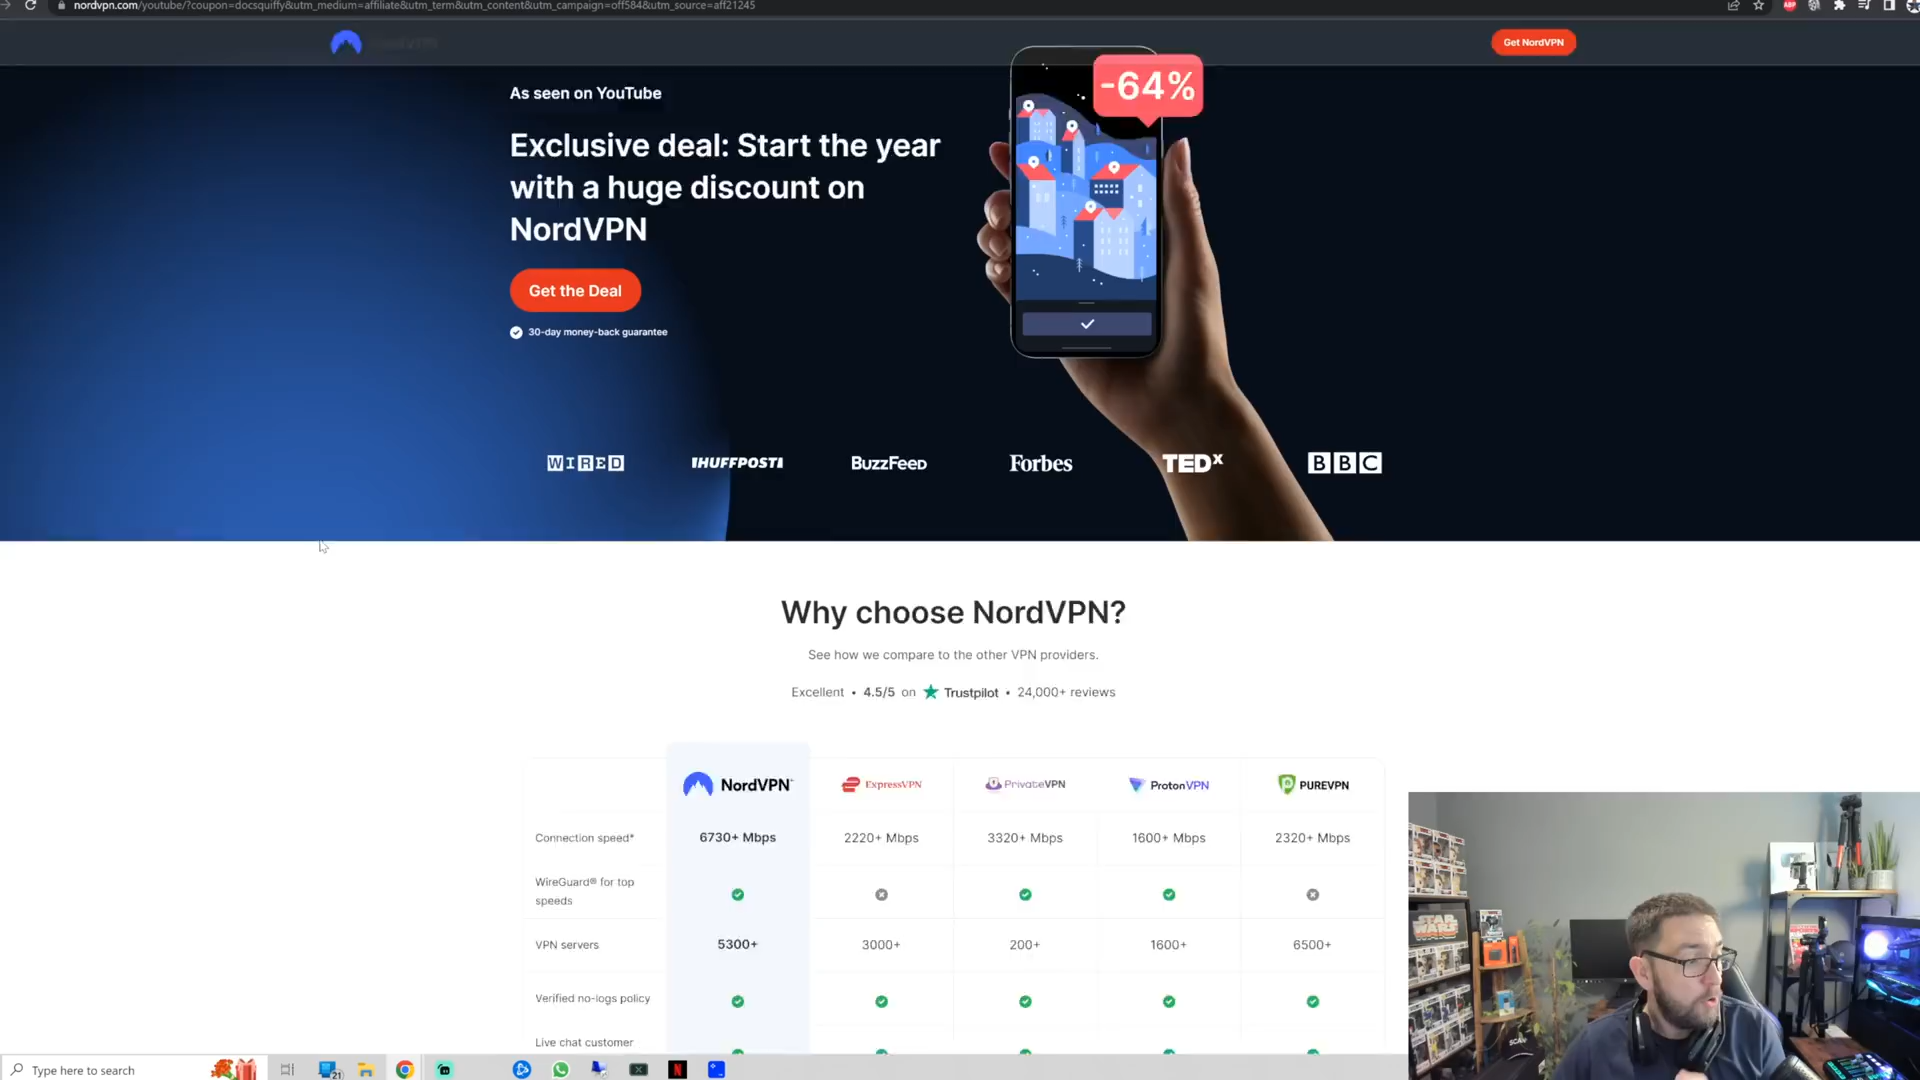 nordvpn.com/youtube/?coupon=docsquiffy&utm_medium=affiliate&utm_term&utm_content&utm_campaign=off584&utm_source=aff21245
Get NordVPN
As seen on YouTube
-64%
Exclusive deal: Start the year
with a huge discount on
NordVPN
Get the Deal
30-day money-back guarantee
WIRED
HUFFPOST
BuzzFeed
Forbes
TEDx
BBC
Why choose NordVPN?
See how we compare to the other VPN providers.
Excellent • 4.5/5 on Trustpilot • 24,000+ reviews
NordVPN
ExpressVPN
PrivateVPN
ProtonVPN
PUREVPN
Connection speed*
6730+ Mbps
2220+ Mbps
3320+ Mbps
1600+ Mbps
2320+ Mbps
WireGuard® for top
speeds
VPN servers
5300+
3000+
200+
1600+
6500+
Verified no-logs policy
Live chat customer
STAR
Type here to search
21
N